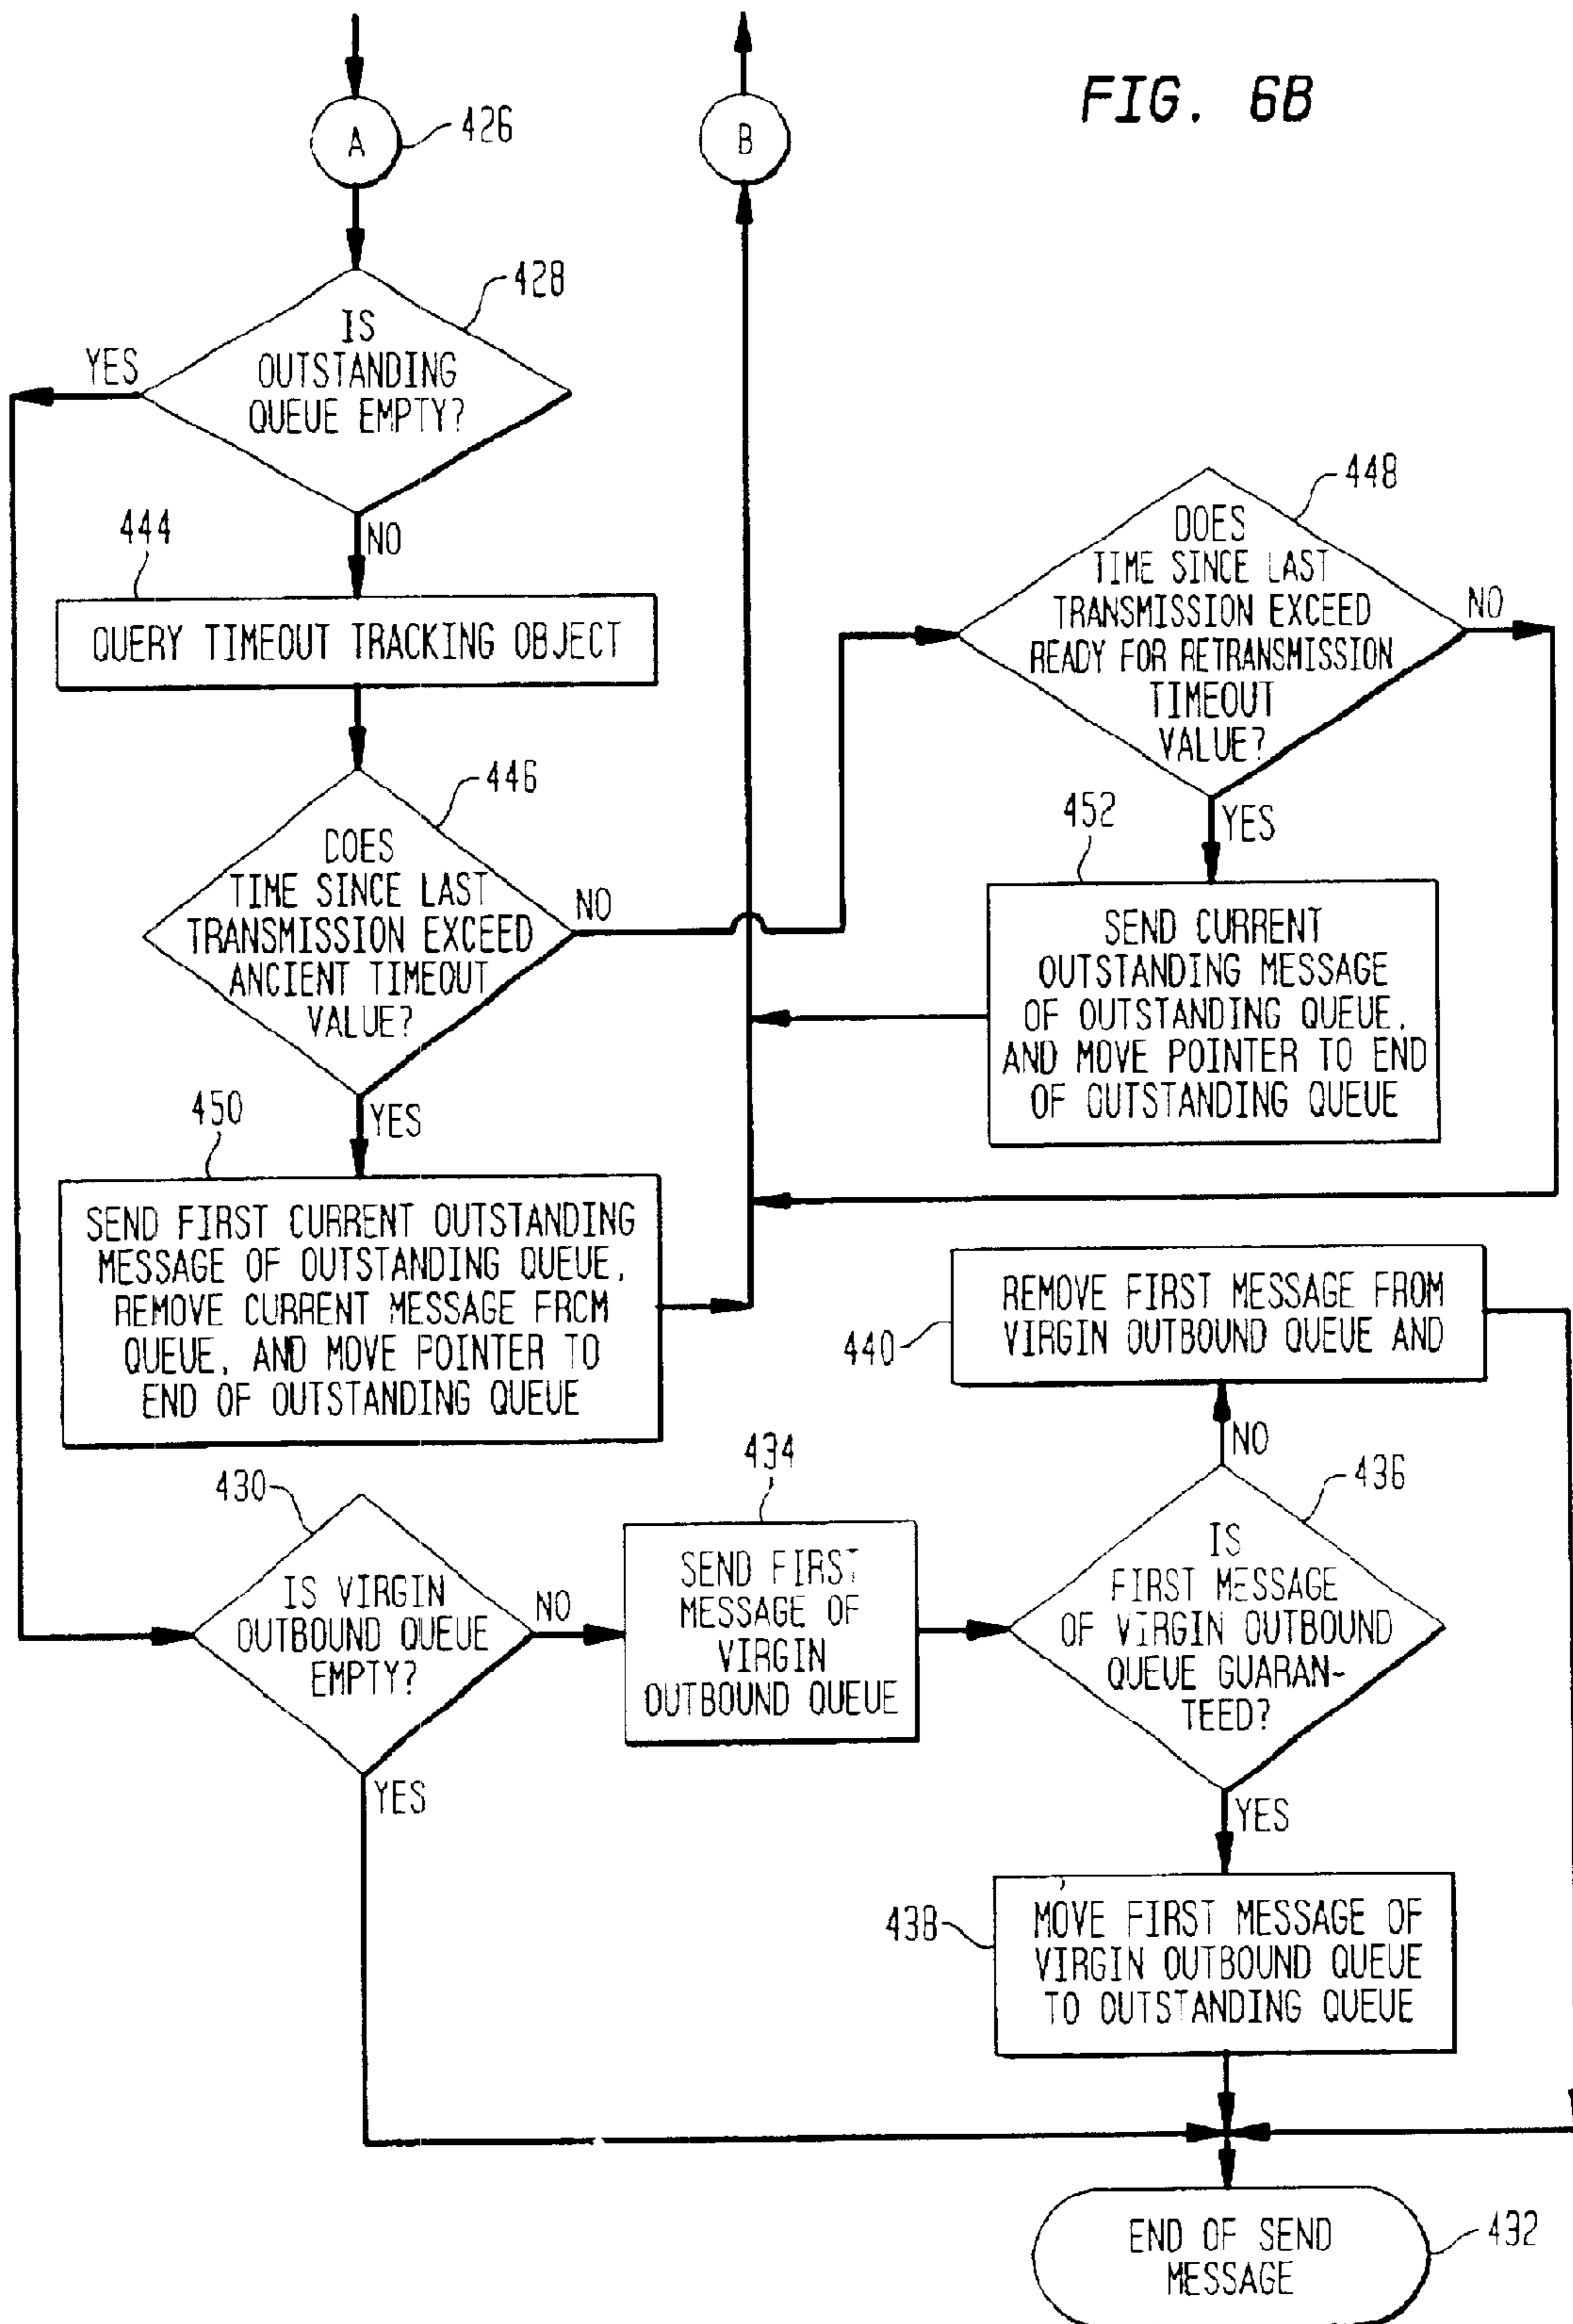 FIG. 6B
A
426
B
428
IS
OUTSTANDING
QUEUE EMPTY?
YES
NO
444
QUERY TIMEOUT TRACKING OBJECT
446
DOES
TIME SINCE LAST
TRANSMISSION EXCEED
ANCIENT TIMEOUT
VALUE?
NO
YES
448
DOES
TIME SINCE LAST
TRANSMISSION EXCEED
READY FOR RETRANSMISSION
TIMEOUT
VALUE?
NO
YES
452
SEND CURRENT
OUTSTANDING MESSAGE
OF OUTSTANDING QUEUE,
AND MOVE POINTER TO END
OF OUTSTANDING QUEUE
450
SEND FIRST CURRENT OUTSTANDING
MESSAGE OF OUTSTANDING QUEUE,
REMOVE CURRENT MESSAGE FROM
QUEUE, AND MOVE POINTER TO
END OF OUTSTANDING QUEUE
440
REMOVE FIRST MESSAGE FROM
VIRGIN OUTBOUND QUEUE AND
NO
430
IS VIRGIN
OUTBOUND QUEUE
EMPTY?
NO
YES
434
SEND FIRST
MESSAGE OF
VIRGIN
OUTBOUND QUEUE
436
IS
FIRST MESSAGE
OF VIRGIN OUTBOUND
QUEUE GUARAN-
TEED?
YES
438
MOVE FIRST MESSAGE OF
VIRGIN OUTBOUND QUEUE
TO OUTSTANDING QUEUE
END OF SEND
MESSAGE
432